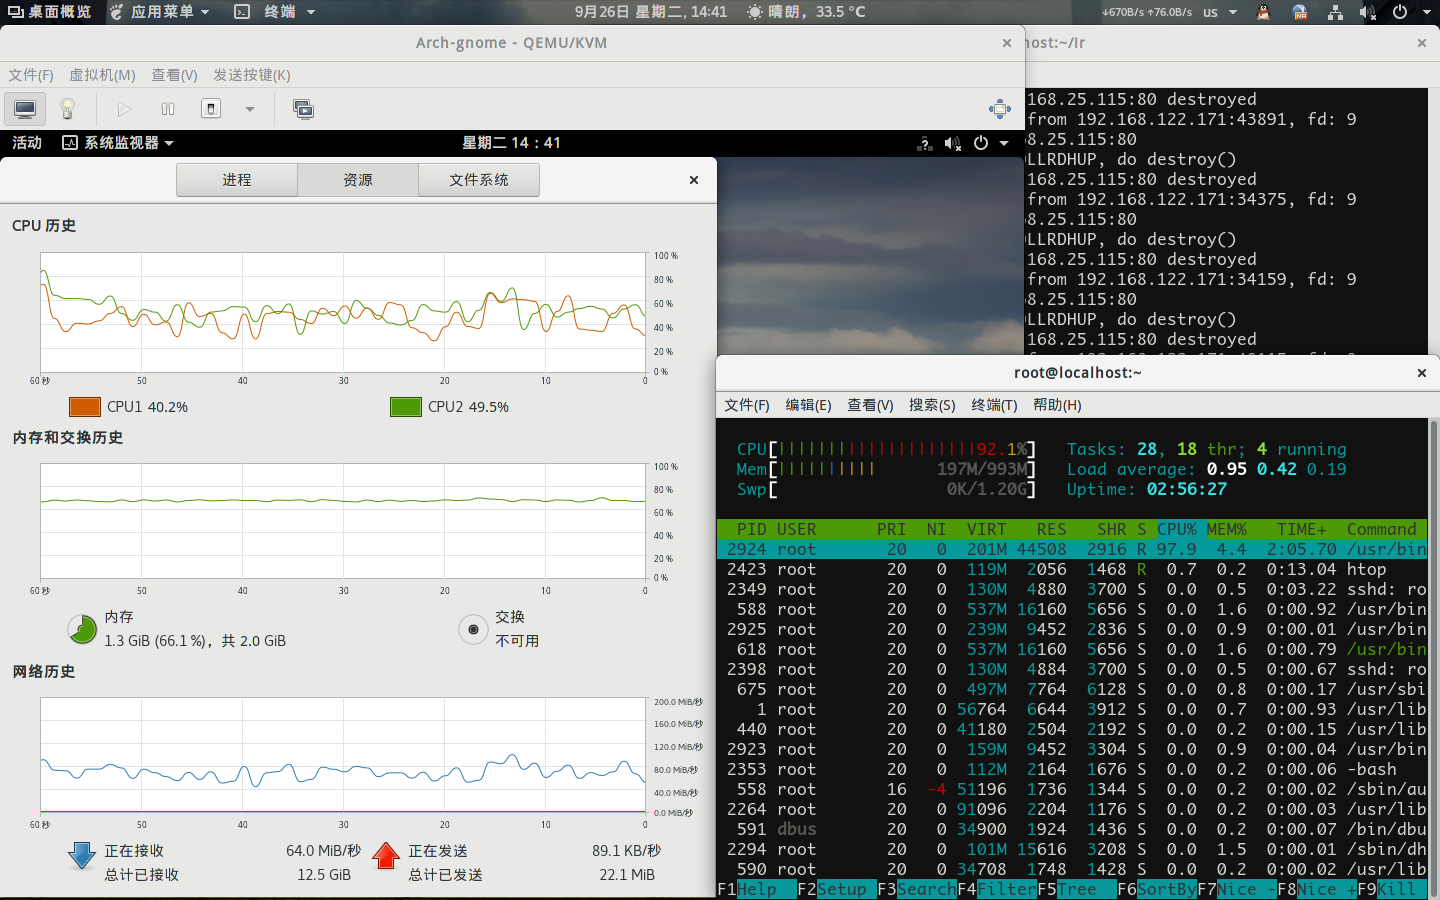 桌面概览 应用菜单 终端 9月26日 星期二, 14:41 晴朗, 33.5 °C ↓670B/s ↑76.0B/s us
Arch-gnome - QEMU/KVM
文件(F) 虚拟机(M) 查看(V) 发送按键(K)
活动 系统监视器 星期二 14：41
进程 资源 文件系统
CPU 历史
100 %
80 %
60 %
40 %
20 %
0 %
60 秒 50 40 30 20 10 0
CPU1 40.2% CPU2 49.5%
内存和交换历史
100 %
80 %
60 %
40 %
20 %
0 %
60 秒 50 40 30 20 10 0
内存
1.3 GiB (66.1 %)，共 2.0 GiB
交换
不可用
网络历史
200.0 MiB/秒
160.0 MiB/秒
120.0 MiB/秒
80.0 MiB/秒
40.0 MiB/秒
0.0 MiB/秒
60 秒 50 40 30 20 10 0
正在接收 64.0 MiB/秒 正在发送 89.1 KB/秒
总计已接收 12.5 GiB 总计已发送 22.1 MiB
host:~/lr
168.25.115:80 destroyed
from 192.168.122.171:43891, fd: 9
8.25.115:80
LLRDHUP, do destroy()
168.25.115:80 destroyed
from 192.168.122.171:34375, fd: 9
8.25.115:80
LLRDHUP, do destroy()
168.25.115:80 destroyed
from 192.168.122.171:34159, fd: 9
8.25.115:80
LLRDHUP, do destroy()
168.25.115:80 destroyed
root@localhost:~
文件(F) 编辑(E) 查看(V) 搜索(S) 终端(T) 帮助(H)
CPU[|||||||||||||||||||||92.1%] Tasks: 28, 18 thr; 4 running
Mem[|||||||||| 197M/993M] Load average: 0.95 0.42 0.19
Swp[ 0K/1.20G] Uptime: 02:56:27
PID USER PRI NI VIRT RES SHR S CPU% MEM% TIME+ Command
2924 root 20 0 201M 44508 2916 R 97.9 4.4 2:05.70 /usr/bin
2423 root 20 0 119M 2056 1468 R 0.7 0.2 0:13.04 htop
2349 root 20 0 130M 4880 3700 S 0.0 0.5 0:03.22 sshd: ro
588 root 20 0 537M 16160 5656 S 0.0 1.6 0:00.92 /usr/bin
2925 root 20 0 239M 9452 2836 S 0.0 0.9 0:00.01 /usr/bin
618 root 20 0 537M 16160 5656 S 0.0 1.6 0:00.79 /usr/bin
2398 root 20 0 130M 4884 3700 S 0.0 0.5 0:00.67 sshd: ro
675 root 20 0 497M 7764 6128 S 0.0 0.8 0:00.17 /usr/sbi
1 root 20 0 56764 6644 3912 S 0.0 0.7 0:00.93 /usr/lib
440 root 20 0 41180 2504 2192 S 0.0 0.2 0:00.15 /usr/lib
2923 root 20 0 159M 9452 3304 S 0.0 0.9 0:00.04 /usr/bin
2353 root 20 0 112M 2164 1676 S 0.0 0.2 0:00.06 -bash
558 root 16 -4 51196 1736 1344 S 0.0 0.2 0:00.02 /sbin/au
2264 root 20 0 91096 2204 1176 S 0.0 0.2 0:00.03 /usr/lib
591 dbus 20 0 34900 1924 1436 S 0.0 0.2 0:00.07 /bin/dbu
2294 root 20 0 101M 15616 3208 S 0.0 1.5 0:00.01 /sbin/dh
590 root 20 0 34708 1748 1428 S 0.0 0.2 0:00.02 /usr/lib
F1Help F2Setup F3SearchF4FilterF5Tree F6SortByF7Nice -F8Nice +F9Kill